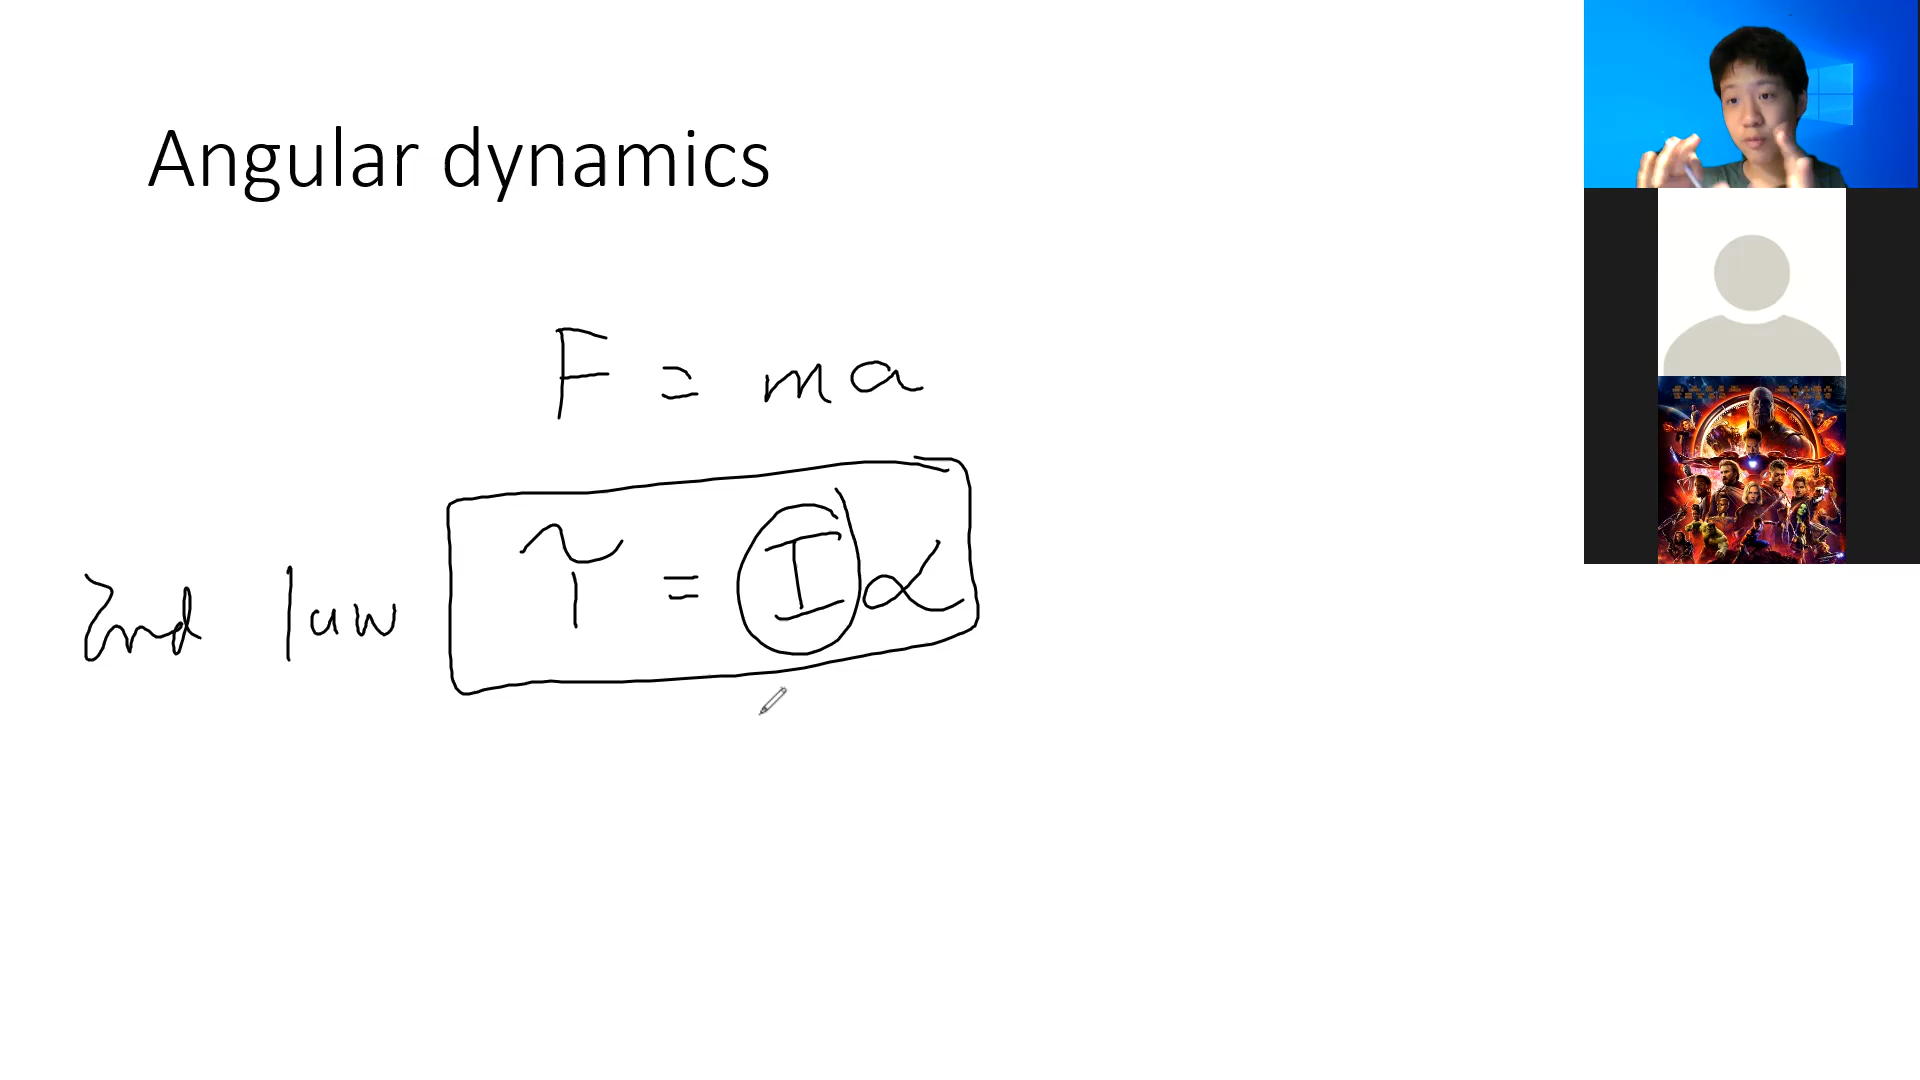 Angular dynamics
F = ma
2nd law τ = Iα